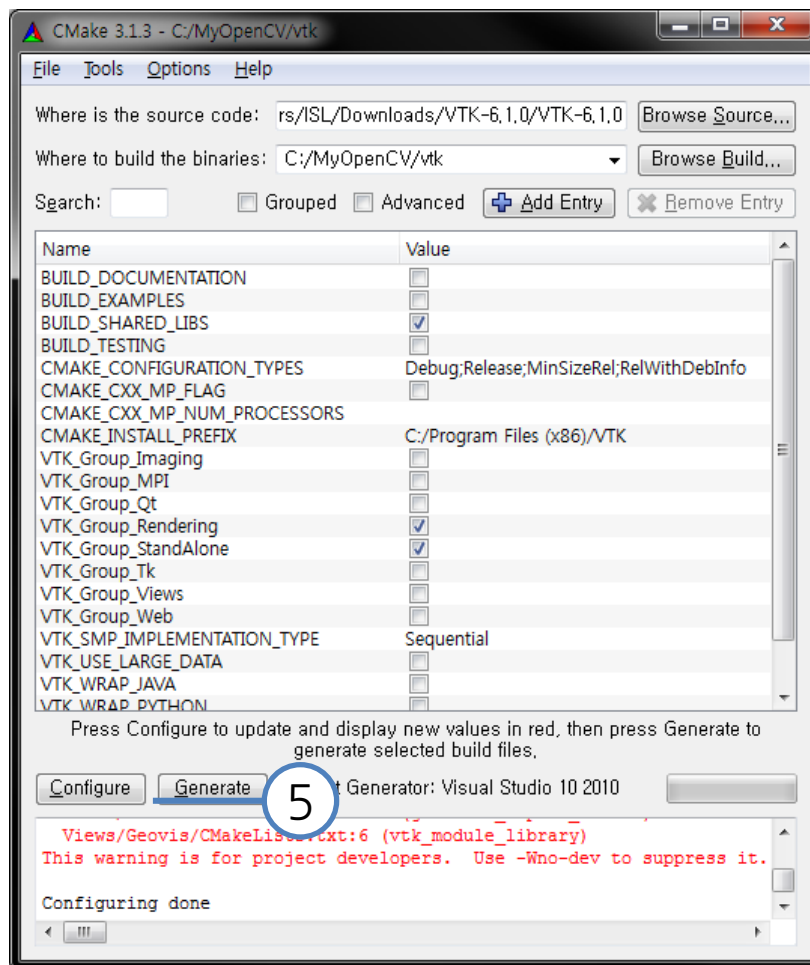 CMake 3.1.3 - C:/MyOpenCV/vtk
File Tools Options Help
Where is the source code: rs/ISL/Downloads/VTK-6,1,0/VTK-6,1,0 Browse Source,,,
Where to build the binaries: C:/MyOpenCV/vtk Browse Build,,,
Search: Grouped Advanced Add Entry Remove Entry
Name Value
BUILD_DOCUMENTATION
BUILD_EXAMPLES
BUILD_SHARED_LIBS
BUILD_TESTING
CMAKE_CONFIGURATION_TYPES Debug;Release;MinSizeRel;RelWithDebInfo
CMAKE_CXX_MP_FLAG
CMAKE_CXX_MP_NUM_PROCESSORS
CMAKE_INSTALL_PREFIX C:/Program Files (x86)/VTK
VTK_Group_Imaging
VTK_Group_MPI
VTK_Group_Qt
VTK_Group_Rendering
VTK_Group_StandAlone
VTK_Group_Tk
VTK_Group_Views
VTK_Group_Web
VTK_SMP_IMPLEMENTATION_TYPE Sequential
VTK_USE_LARGE_DATA
VTK_WRAP_JAVA
VTK_WRAP_PYTHON
Press Configure to update and display new values in red, then press Generate to
generate selected build files,
Configure Generate 5 t Generator: Visual Studio 10 2010
Views/Geovis/CMakeLists.txt:6 (vtk_module_library)
This warning is for project developers. Use -Wno-dev to suppress it.
Configuring done